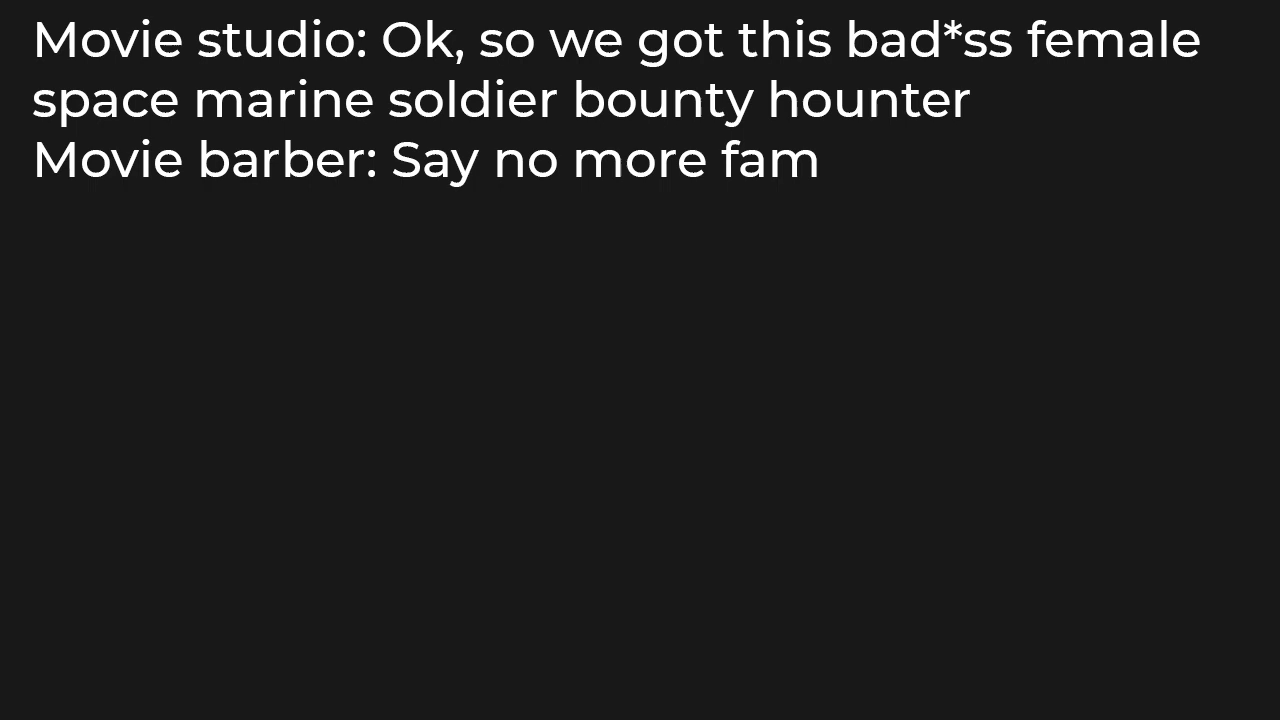 Movie studio: Ok, so we got this bad*ss female
space marine soldier bounty hounter
Movie barber: Say no more fam